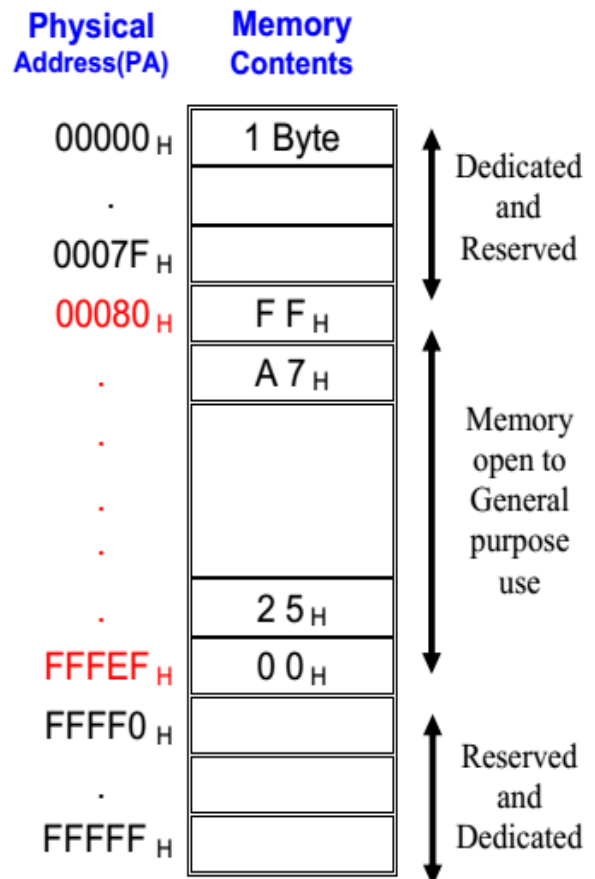 Physical Address(PA)
Memory Contents
00000 H 1 Byte
.
0007F H
Dedicated
and
Reserved
00080 H F F H
. A 7 H
.
.
.
. 2 5 H
FFFEF H 0 0 H
Memory
open to
General
purpose
use
FFFF0 H
.
FFFFF H
Reserved
and
Dedicated